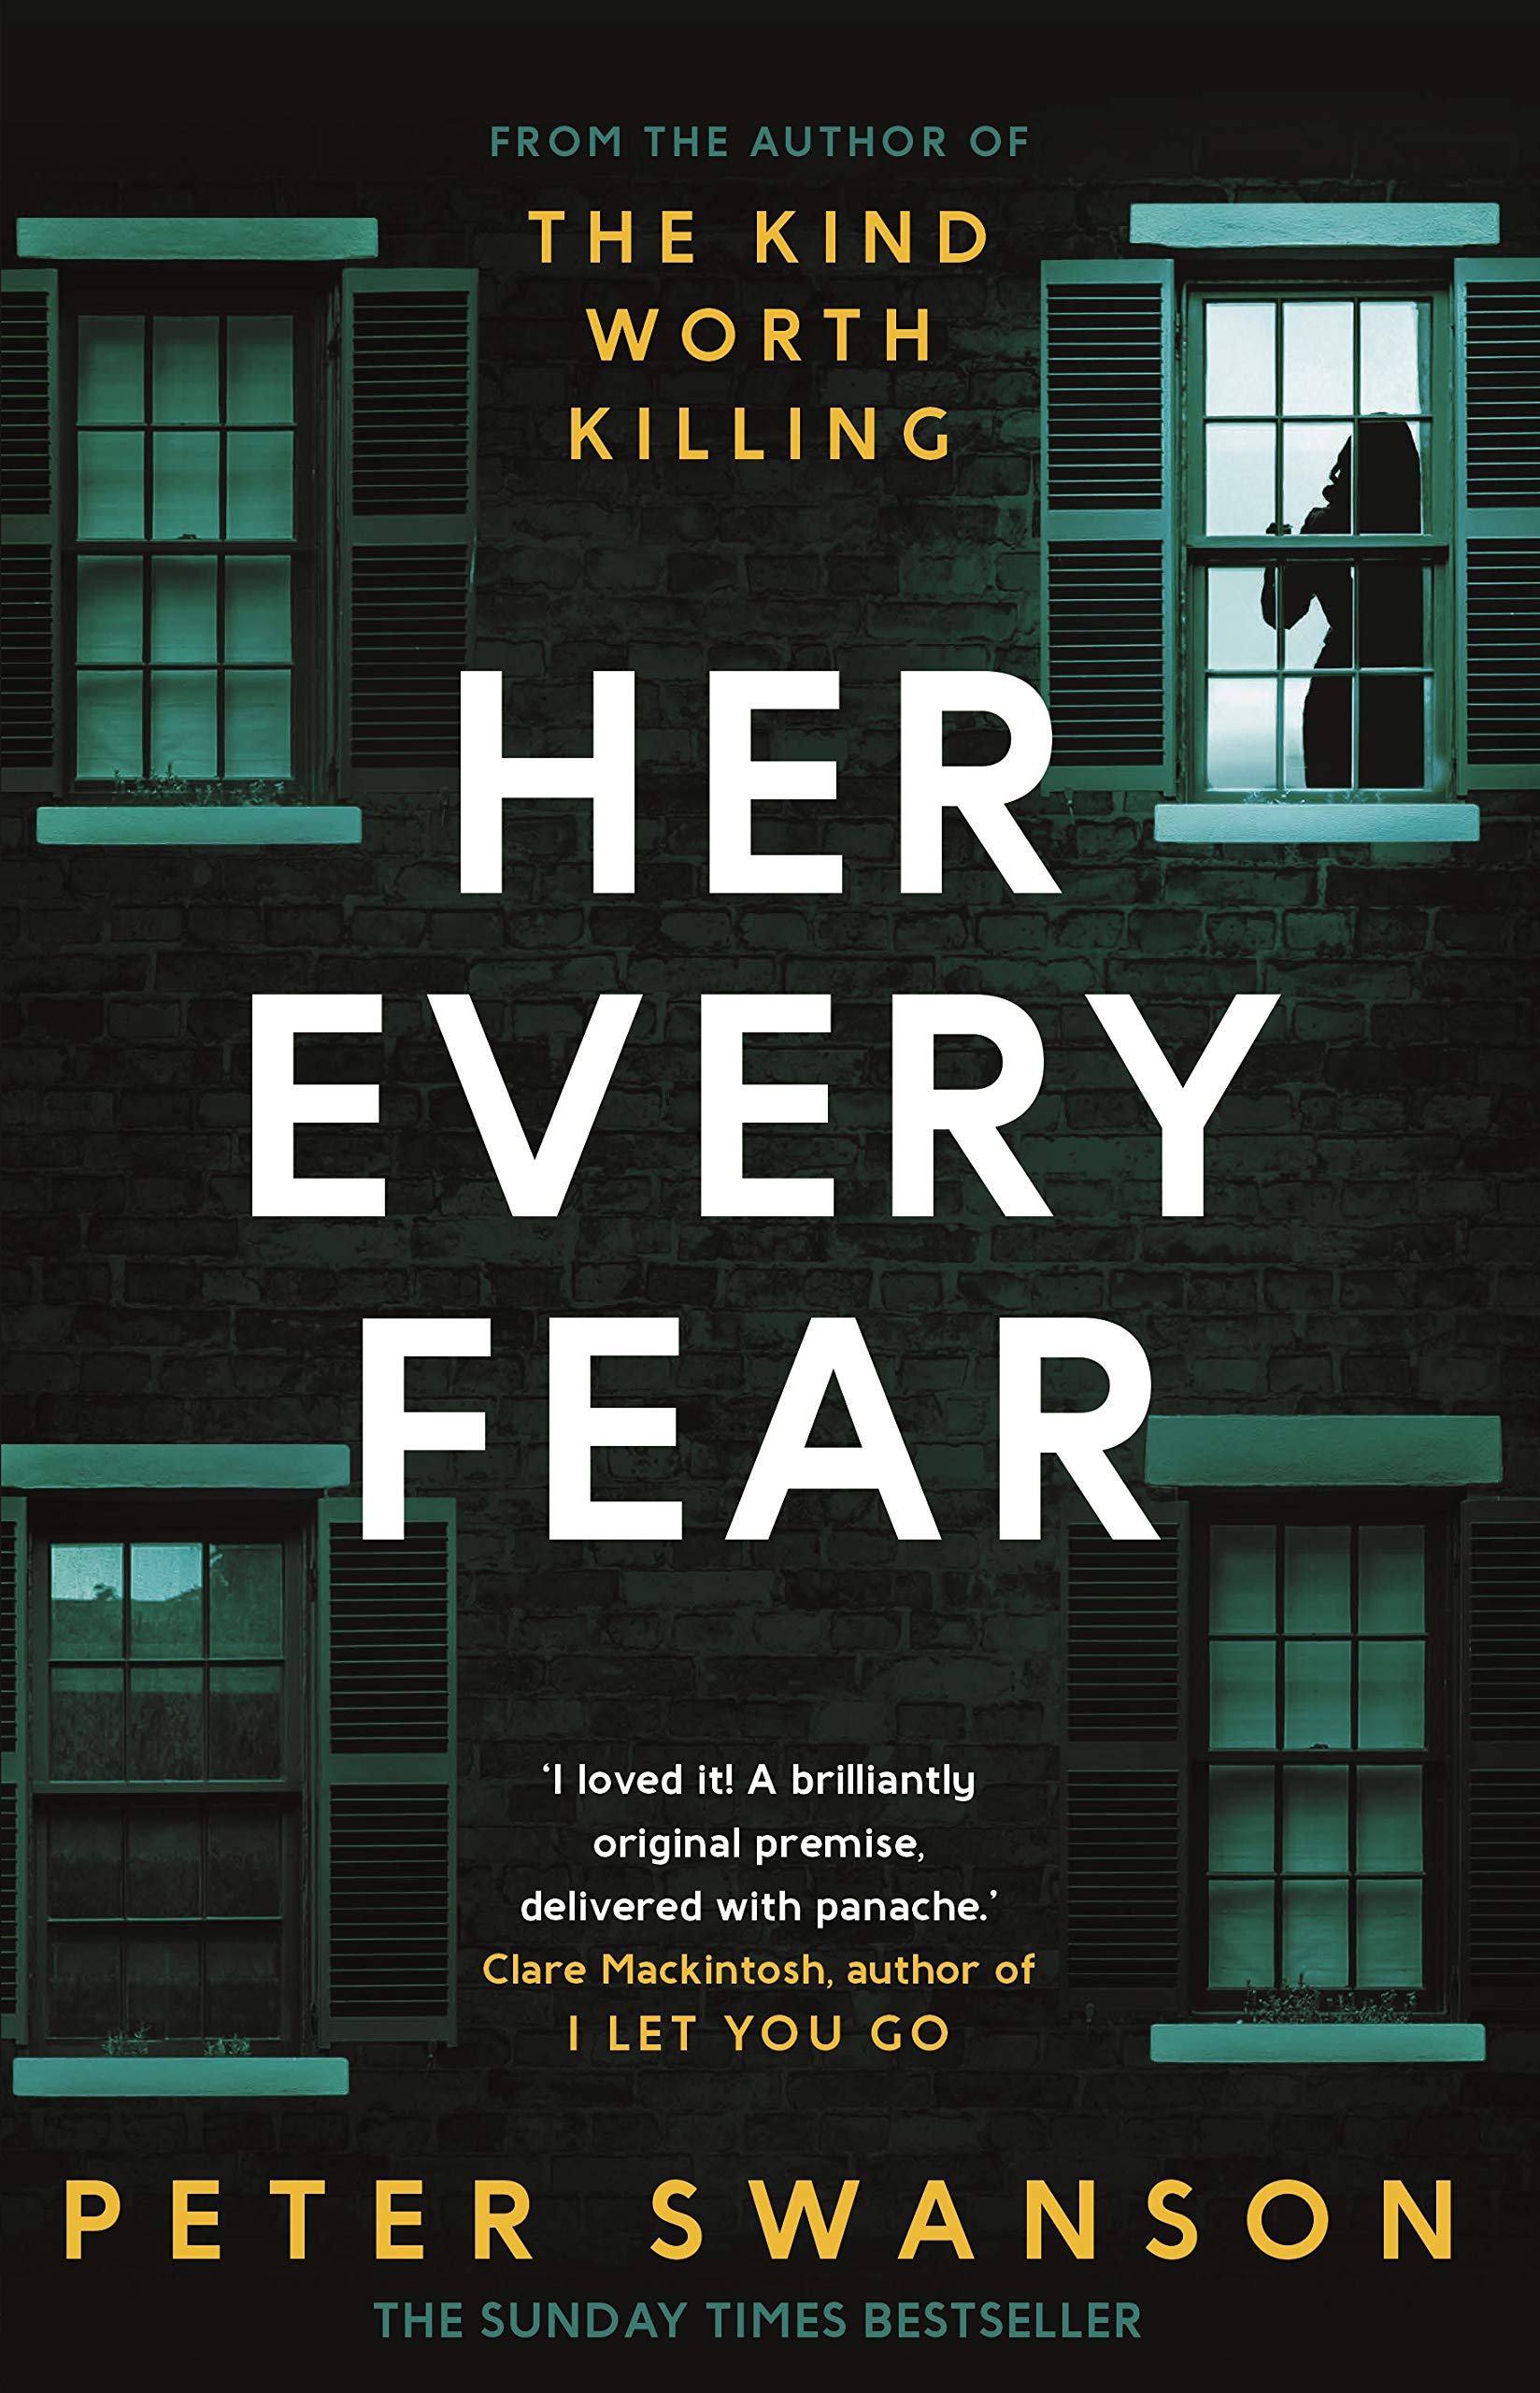 FROM THE AUTHOR OF
THE KIND
WORTH
KILLING
HER
EVERY
FEAR
‘I loved it! A brilliantly
original premise,
delivered with panache.’
Clare Mackintosh, author of
I LET YOU GO
PETER SWANSON
THE SUNDAY TIMES BESTSELLER